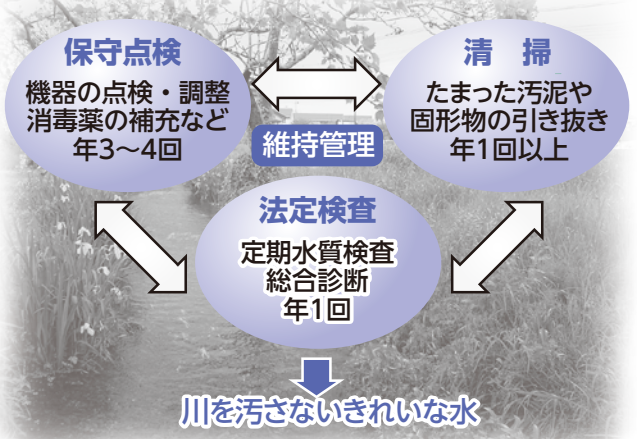 保守点検
機器の点検・調整
消毒薬の補充など
年3～4回
清　掃
たまった汚泥や
固形物の引き抜き
年1回以上
維持管理
法定検査
定期水質検査
総合診断
年1回
川を汚さないきれいな水